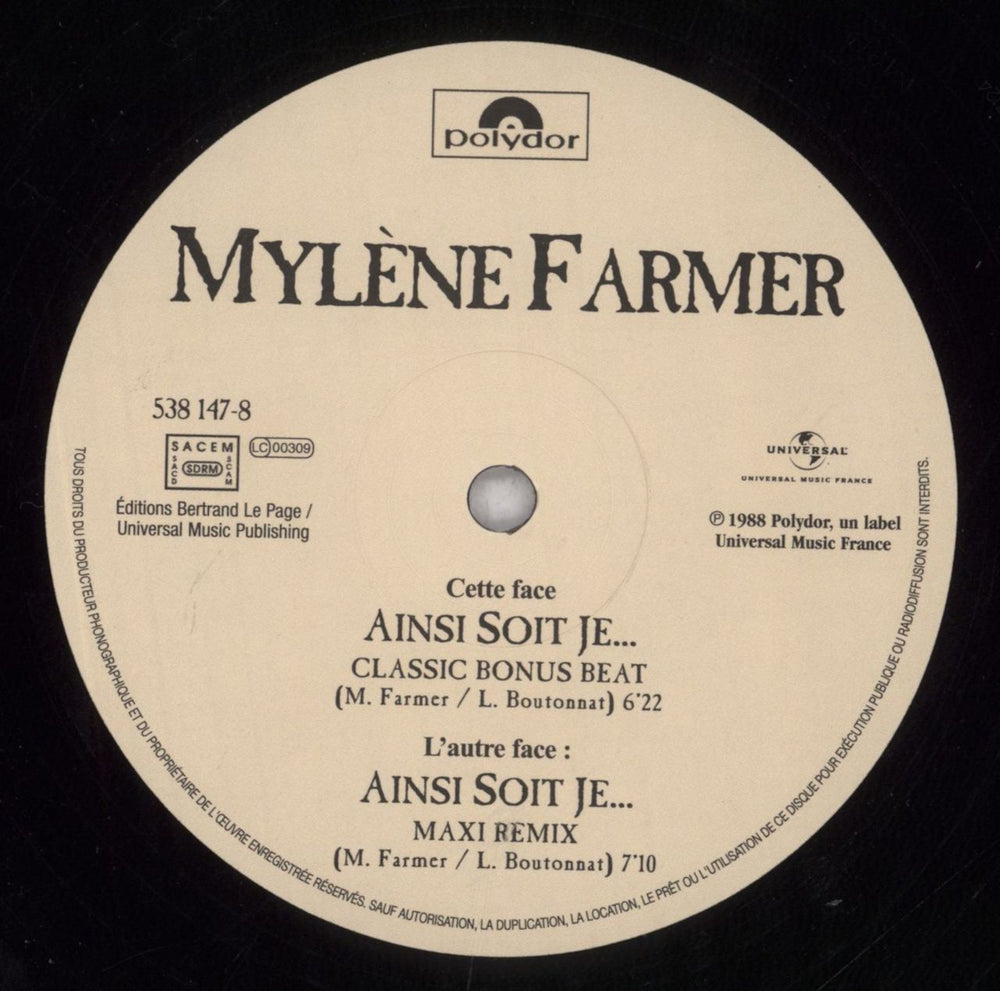 polydor
MYLÈNE FARMER
538 147-8
SACEM
SACD
SDRM
SCAM
LC 00309
Éditions Bertrand Le Page /
Universal Music Publishing
UNIVERSAL
UNIVERSAL MUSIC FRANCE
℗ 1988 Polydor, un label
Universal Music France
Cette face
AINSI SOIT JE...
CLASSIC BONUS BEAT
(M. Farmer / L. Boutonnat) 6'22
L'autre face :
AINSI SOIT JE...
MAXI REMIX
(M. Farmer / L. Boutonnat) 7'10
TOUS DROITS DU PRODUCTEUR PHONOGRAPHIQUE ET DU PROPRIÉTAIRE DE L'ŒUVRE ENREGISTRÉE RÉSERVÉS. SAUF AUTORISATION, LA DUPLICATION, LA LOCATION, LE PRÊT OU L'UTILISATION DE CE DISQUE POUR EXÉCUTION PUBLIQUE OU RADIODIFFUSION SONT INTERDITS.